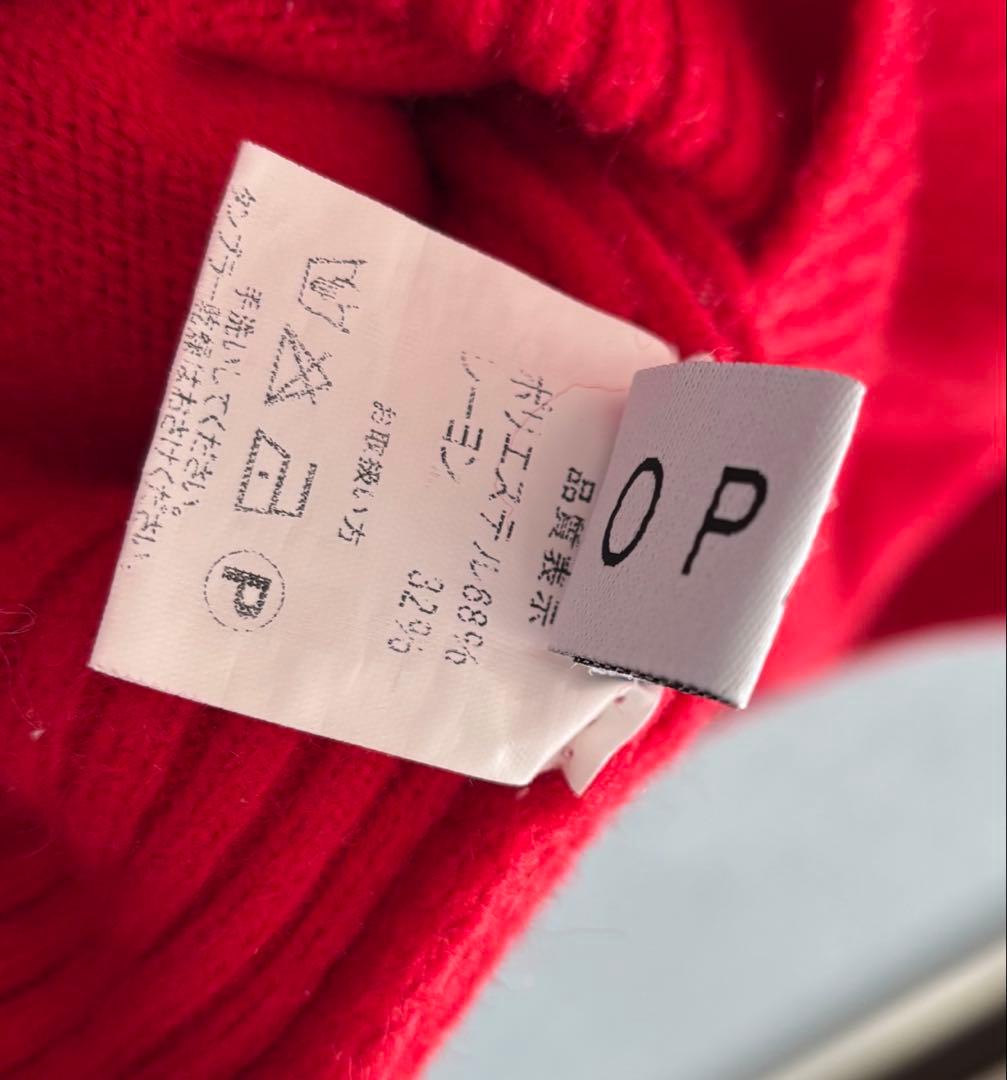 品質表示
ポリエステル68%
レーヨン 32%
お取扱い方
P
手洗いしてください。
タンブラー乾燥はおさけください
O
P